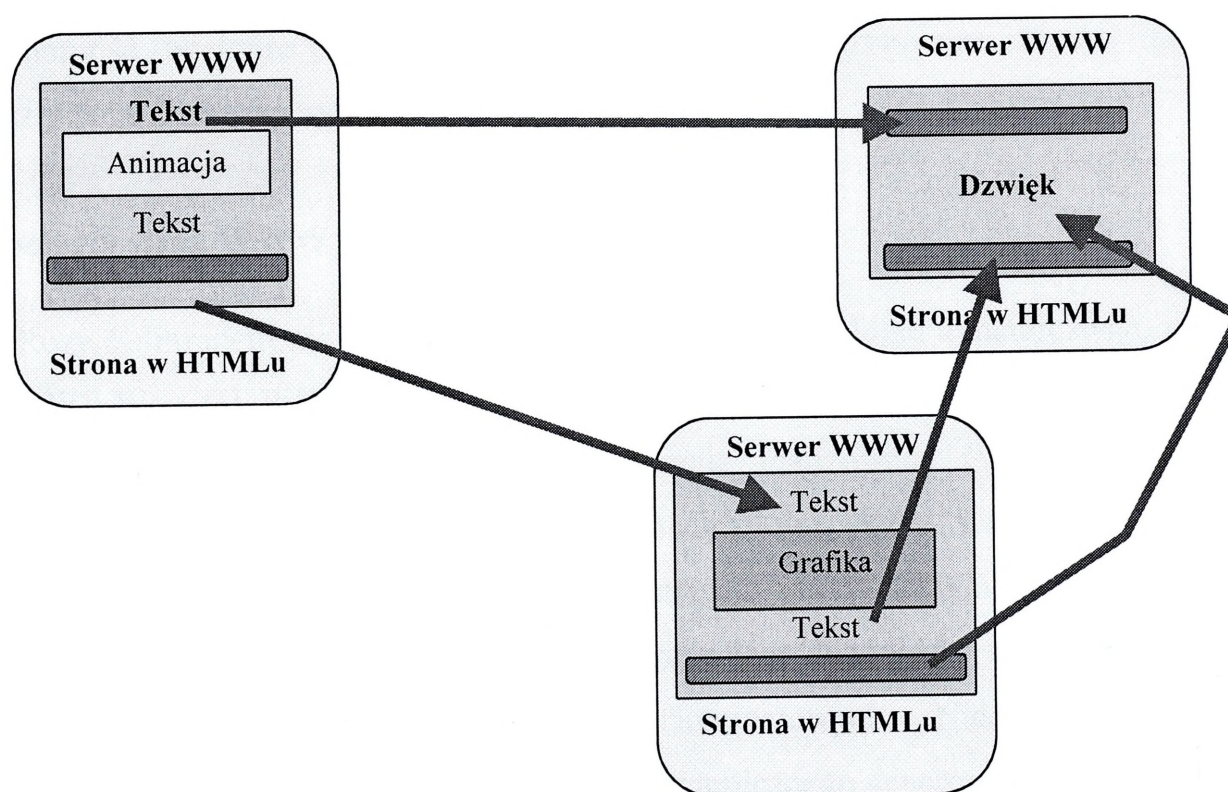 Serwer WWW
Tekst
Animacja
Tekst
Strona w HTMLu
Serwer WWW
Dzwięk
Strona w HTMLu
Serwer WWW
Tekst
Grafika
Tekst
Strona w HTMLu